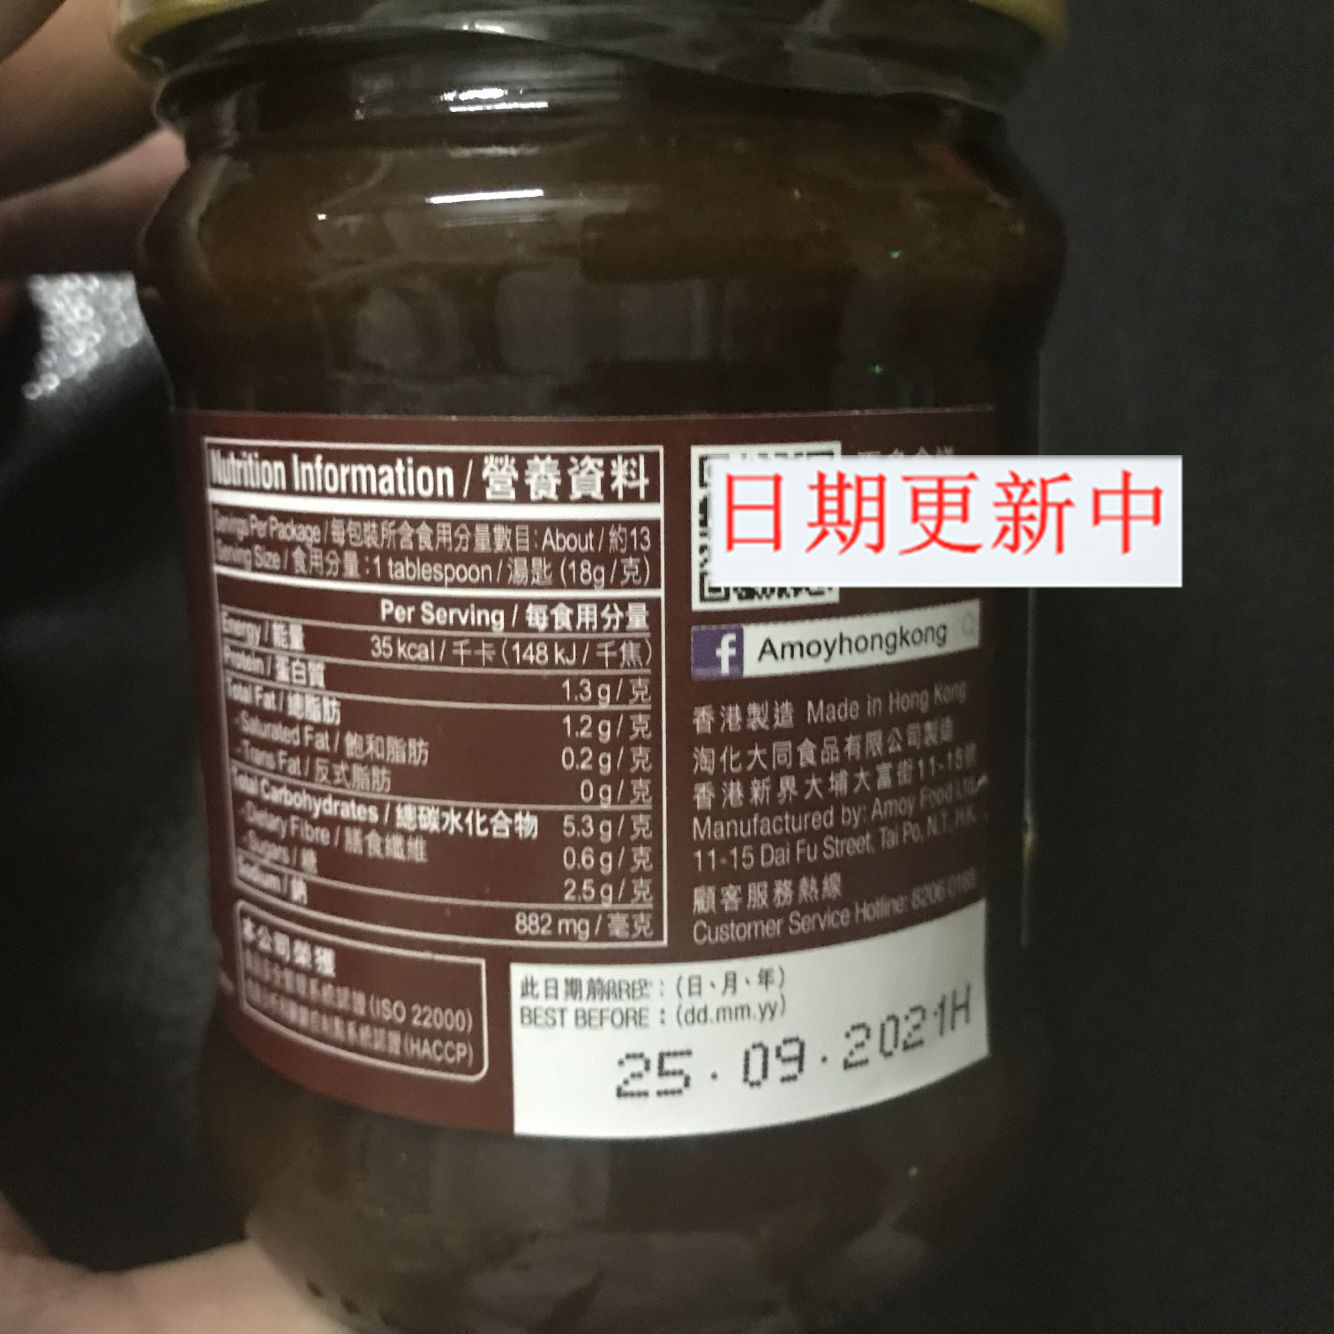 Nutrition Information / 營養資料
Servings Per Package / 每包裝所含食用分量數目: About / 約13
Serving Size / 食用分量: 1 tablespoon / 湯匙 (18g / 克)
Per Serving / 每食用分量
Energy / 能量 35 kcal / 千卡 (148 kJ / 千焦)
Protein / 蛋白質 1.3 g / 克
Total Fat / 總脂肪 1.2 g / 克
- Saturated Fat / 飽和脂肪 0.2 g / 克
- Trans Fat / 反式脂肪 0 g / 克
Total Carbohydrates / 總碳水化合物 5.3 g / 克
- Dietary Fibre / 膳食纖維 0.6 g / 克
- Sugars / 糖 2.5 g / 克
Sodium / 鈉 882 mg / 毫克
本公司榮獲
(ISO 22000)
(HACCP)
日期更新中
f Amoyhongkong
香港製造 Made in Hong Kong
淘化大同食品有限公司製造
香港新界大埔大富街11-15號
Manufactured by: Amoy Food Ltd.
11-15 Dai Fu Street, Tai Po, N.T. H.K.
顧客服務熱線
Customer Service Hotline: 8206
此日期前: (日、月、年)
BEST BEFORE : (dd.mm.yy)
25.09.2021H